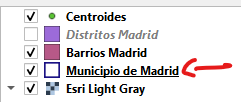 Centroides
Distritos Madrid
Barrios Madrid
Municipio de Madrid
Esri Light Gray